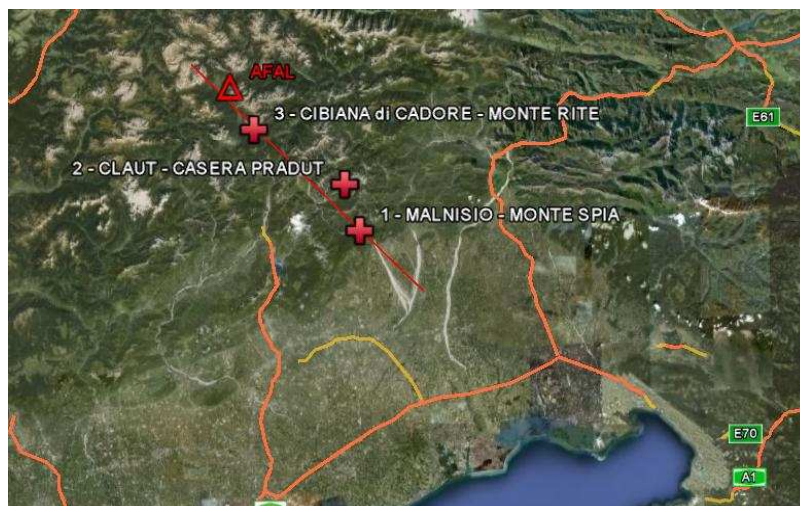 AFAL
3 - CIBIANA di CADORE - MONTE RITE
E61
2 - CLAUT - CASERA PRADUT
1 - MALNISIO - MONTE SPIA
E70
A1